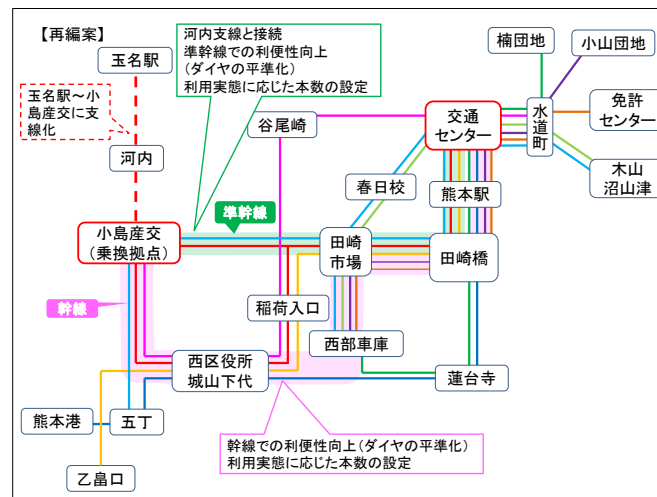 【再編案】
玉名駅
玉名駅～小
島産交に支
線化
河内
小島産交
(乗換拠点)
幹線
河内支線と接続
準幹線での利便性向上
(ダイヤの平準化)
利用実態に応じた本数の設定
谷尾崎
準幹線
春日校
田崎
市場
交通
センター
熊本駅
田崎橋
楠団地
小山団地
水道町
免許
センター
木山
沼山津
稲荷入口
西部車庫
西区役所
城山下代
蓮台寺
熊本港
五丁
乙畠口
幹線での利便性向上(ダイヤの平準化)
利用実態に応じた本数の設定